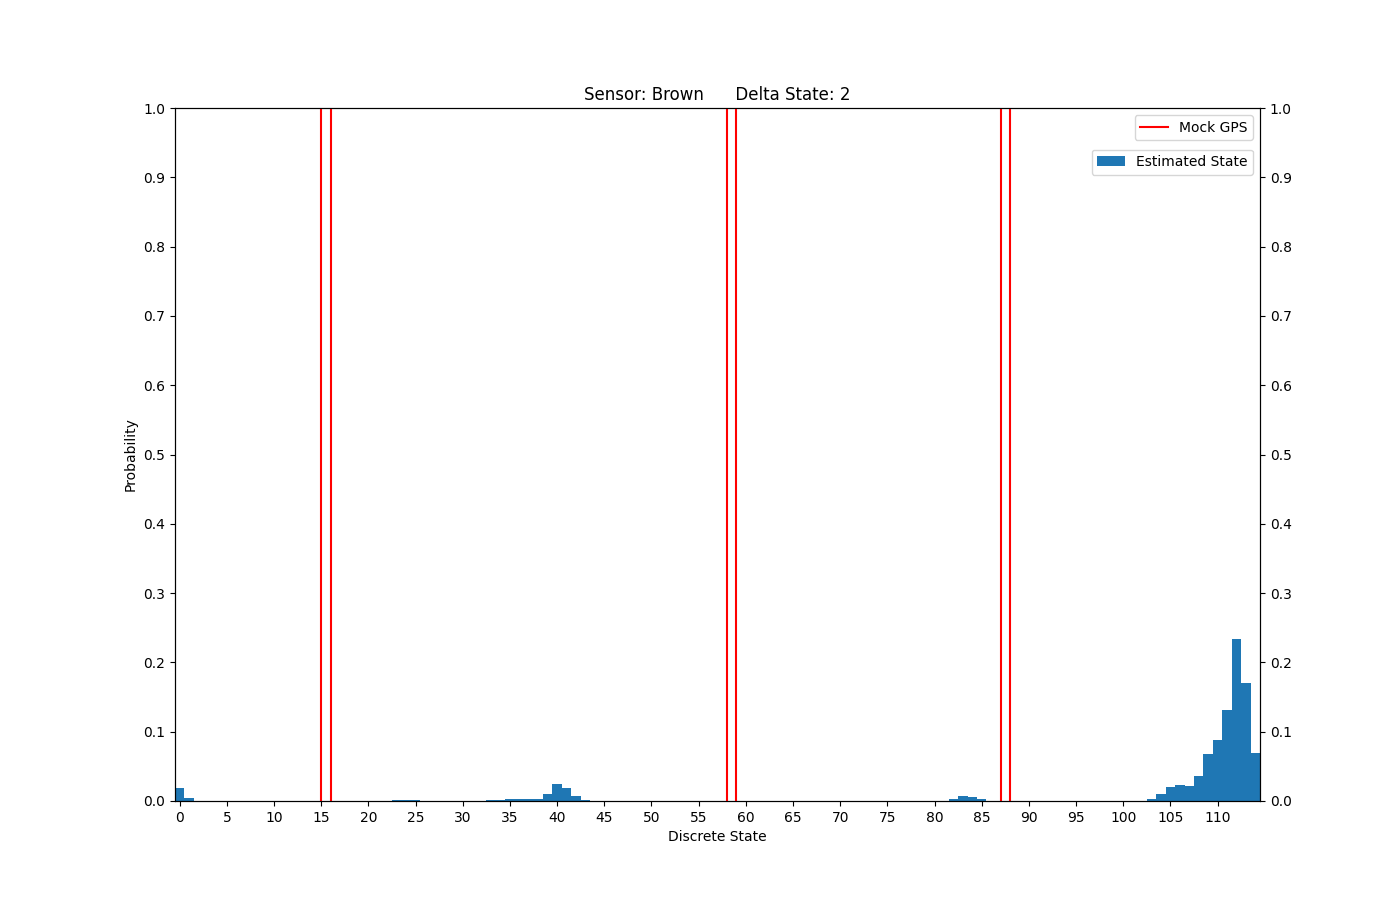 Sensor: Brown      Delta State: 2
1.0 1.0
Mock GPS
Estimated State
0.9 0.9
0.8 0.8
0.7 0.7
0.6 0.6
0.5 0.5
0.4 0.4
0.3 0.3
0.2 0.2
0.1 0.1
0.0 0.0
Probability
0 5 10 15 20 25 30 35 40 45 50 55 60 65 70 75 80 85 90 95 100 105 110
Discrete State